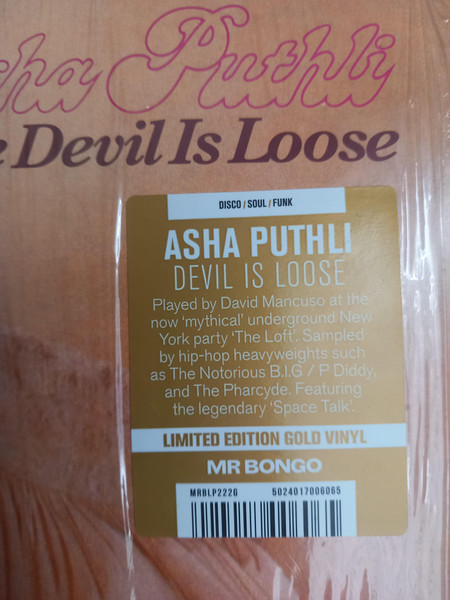 sha Puthli
e Devil Is Loose
DISCO / SOUL / FUNK
ASHA PUTHLI
DEVIL IS LOOSE
Played by David Mancuso at the
now 'mythical' underground New
York party 'The Loft'. Sampled
by hip-hop heavyweights such
as The Notorious B.I.G / P Diddy,
and The Pharcyde. Featuring
the legendary 'Space Talk'.
LIMITED EDITION GOLD VINYL
MR BONGO
MRBLP222G 5024017006065